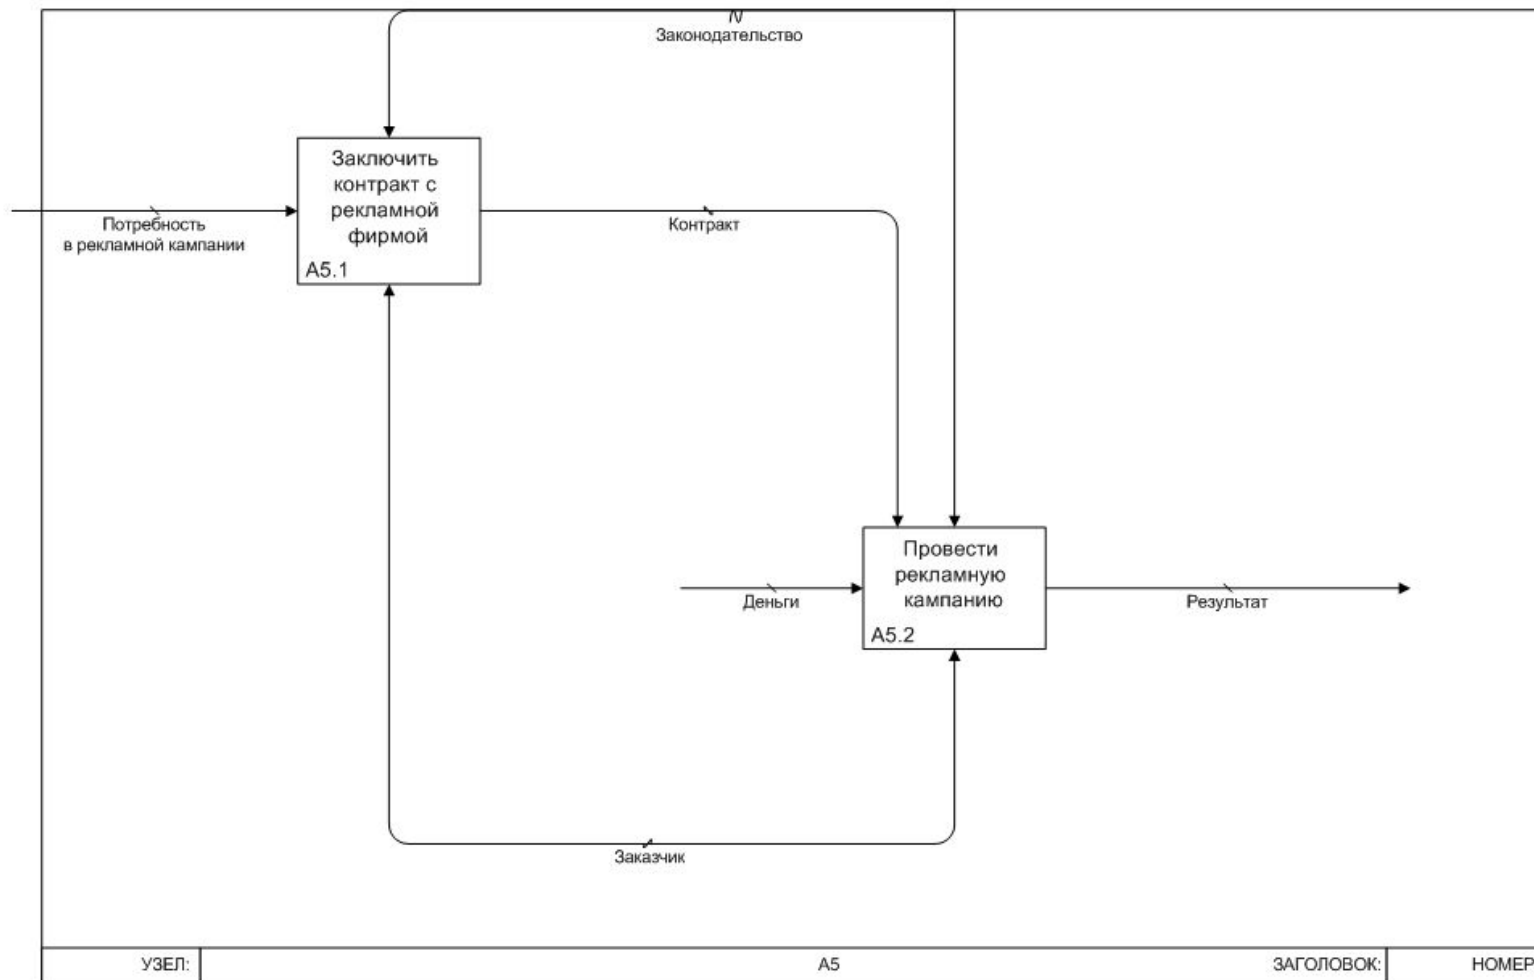 Законодательство
Заключить
контракт с
рекламной
фирмой
A5.1
Потребность
в рекламной кампании
Контракт
Провести
рекламную
кампанию
A5.2
Деньги
Результат
Заказчик
УЗЕЛ:
A5
ЗАГОЛОВОК:
НОМЕР